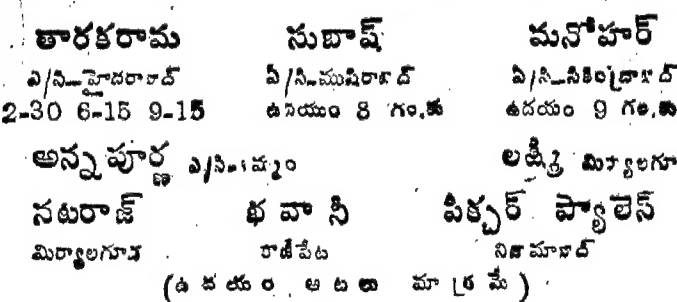 తారకరామ సుబాష్ మనోహర్
ఎ/సి-హైదరాబాద్ ఏ/సి-ముషిరాబాద్ ఏ/సి-సికింద్రాబాద్
2-30 6-15 9-15 ఉదయం 8 గం.కు ఉదయం 9 గం.కు
అన్నపూర్ణ ఎ/సి లక్ష్మి మిర్యాలగూ
నటరాజ్ భవానీ పిక్చర్ ప్యాలెస్
మిర్యాలగూడ నిజామాబాద్
(ఉదయం ఆటలు మాత్రమే)